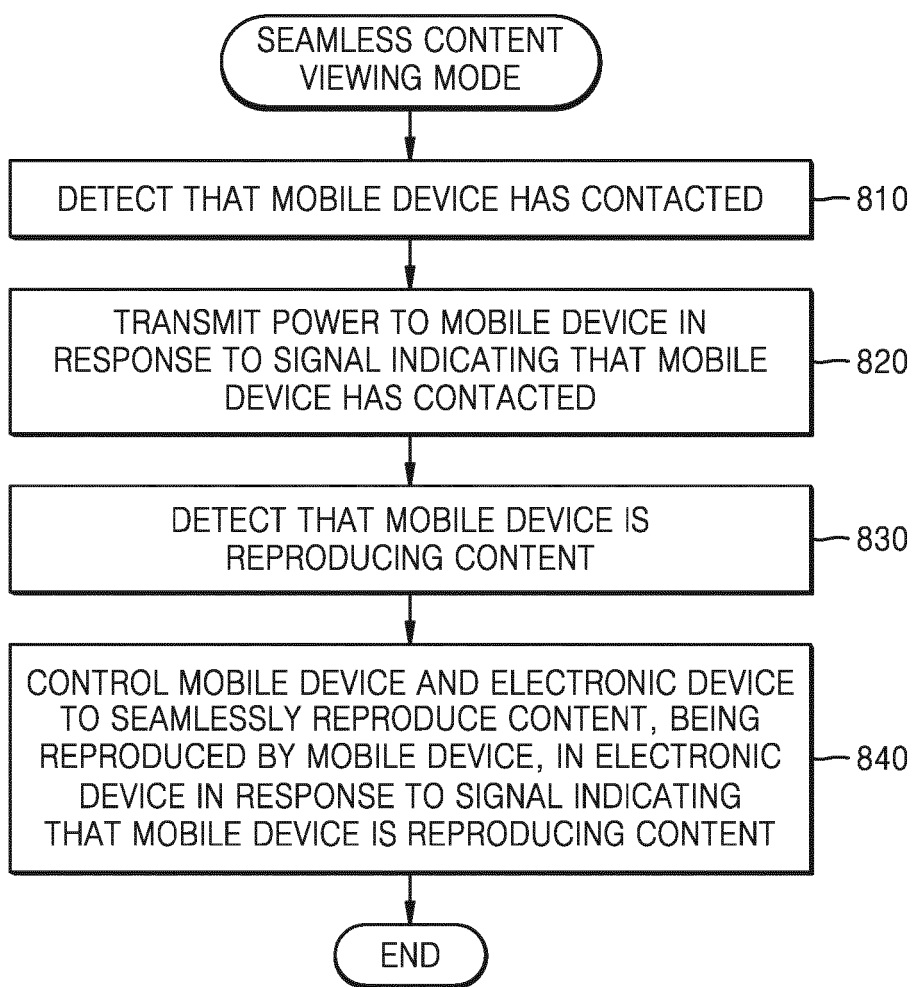 SEAMLESS CONTENT
VIEWING MODE
DETECT THAT MOBILE DEVICE HAS CONTACTED
810
TRANSMIT POWER TO MOBILE DEVICE IN
RESPONSE TO SIGNAL INDICATING THAT MOBILE
DEVICE HAS CONTACTED
820
DETECT THAT MOBILE DEVICE IS
REPRODUCING CONTENT
830
CONTROL MOBILE DEVICE AND ELECTRONIC DEVICE
TO SEAMLESSLY REPRODUCE CONTENT, BEING
REPRODUCED BY MOBILE DEVICE, IN ELECTRONIC
DEVICE IN RESPONSE TO SIGNAL INDICATING
THAT MOBILE DEVICE IS REPRODUCING CONTENT
840
END